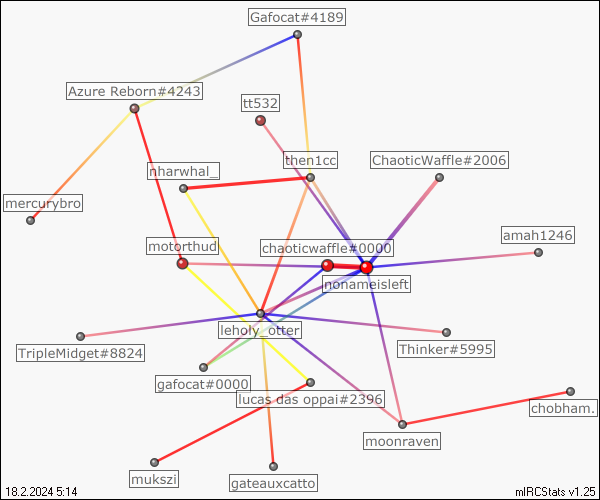 Gafocat#4189
Azure Reborn#4243
tt532
then1cc
ChaoticWaffle#2006
nharwhal_
mercurybro
amah1246
motorthud
chaoticwaffle#0000
nonameisleft
leholy_otter
TripleMidget#8824
Thinker#5995
gafocat#0000
lucas das oppai#2396
chobham.
moonraven
mukszi
gateauxcatto
18.2.2024 5:14
mIRCStats v1.25